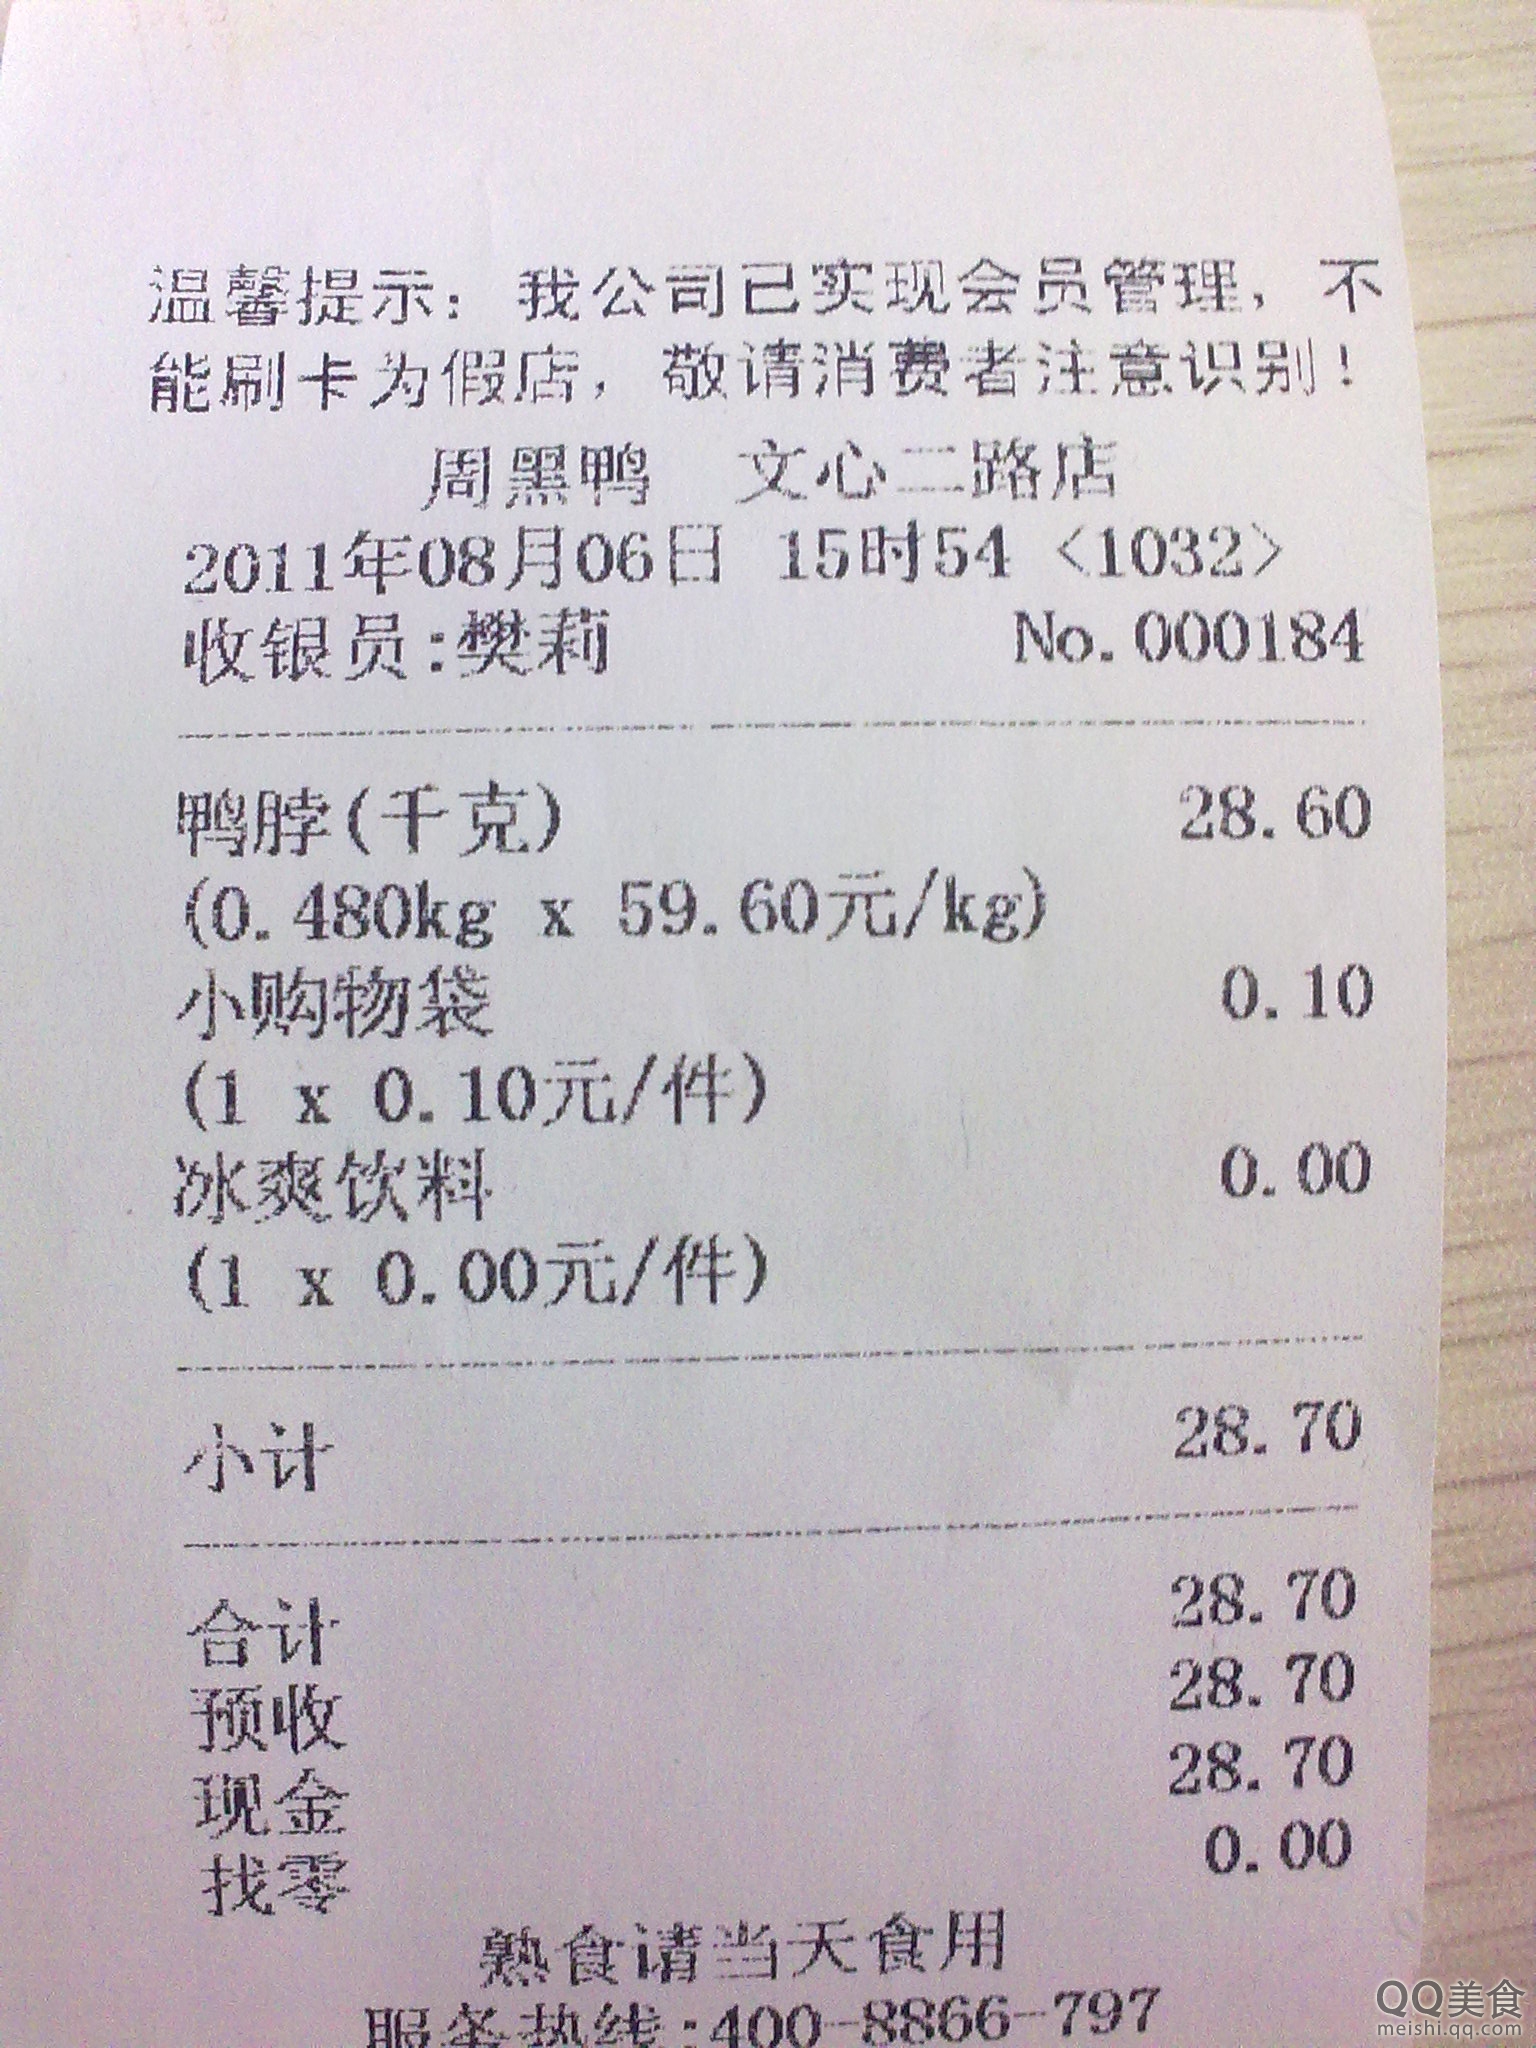 温馨提示：我公司已实现会员管理，不
能刷卡为假店，敬请消费者注意识别！
周黑鸭 文心二路店
2011年08月06日 15时54 <1032>
收银员:樊莉 No.000184
鸭脖(千克) 28.60
(0.480kg x 59.60元/kg)
小购物袋 0.10
(1 x 0.10元/件)
冰爽饮料 0.00
(1 x 0.00元/件)
小计 28.70
合计 28.70
预收 28.70
现金 28.70
找零 0.00
熟食请当天食用
服务热线:400-8866-797
QQ美食
meishi.qq.com